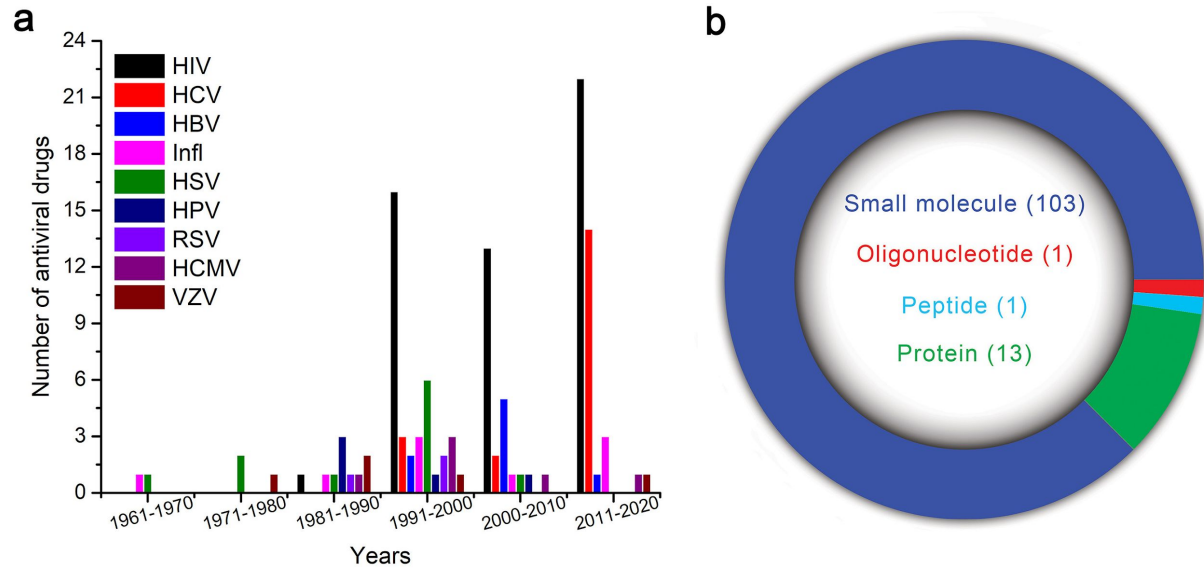 a
Number of antiviral drugs
24
21
18
15
12
9
6
3
0
HIV
HCV
HBV
Infl
HSV
HPV
RSV
HCMV
VZV
1961-1970
1971-1980
1981-1990
1991-2000
2000-2010
2011-2020
Years
b
Small molecule (103)
Oligonucleotide (1)
Peptide (1)
Protein (13)